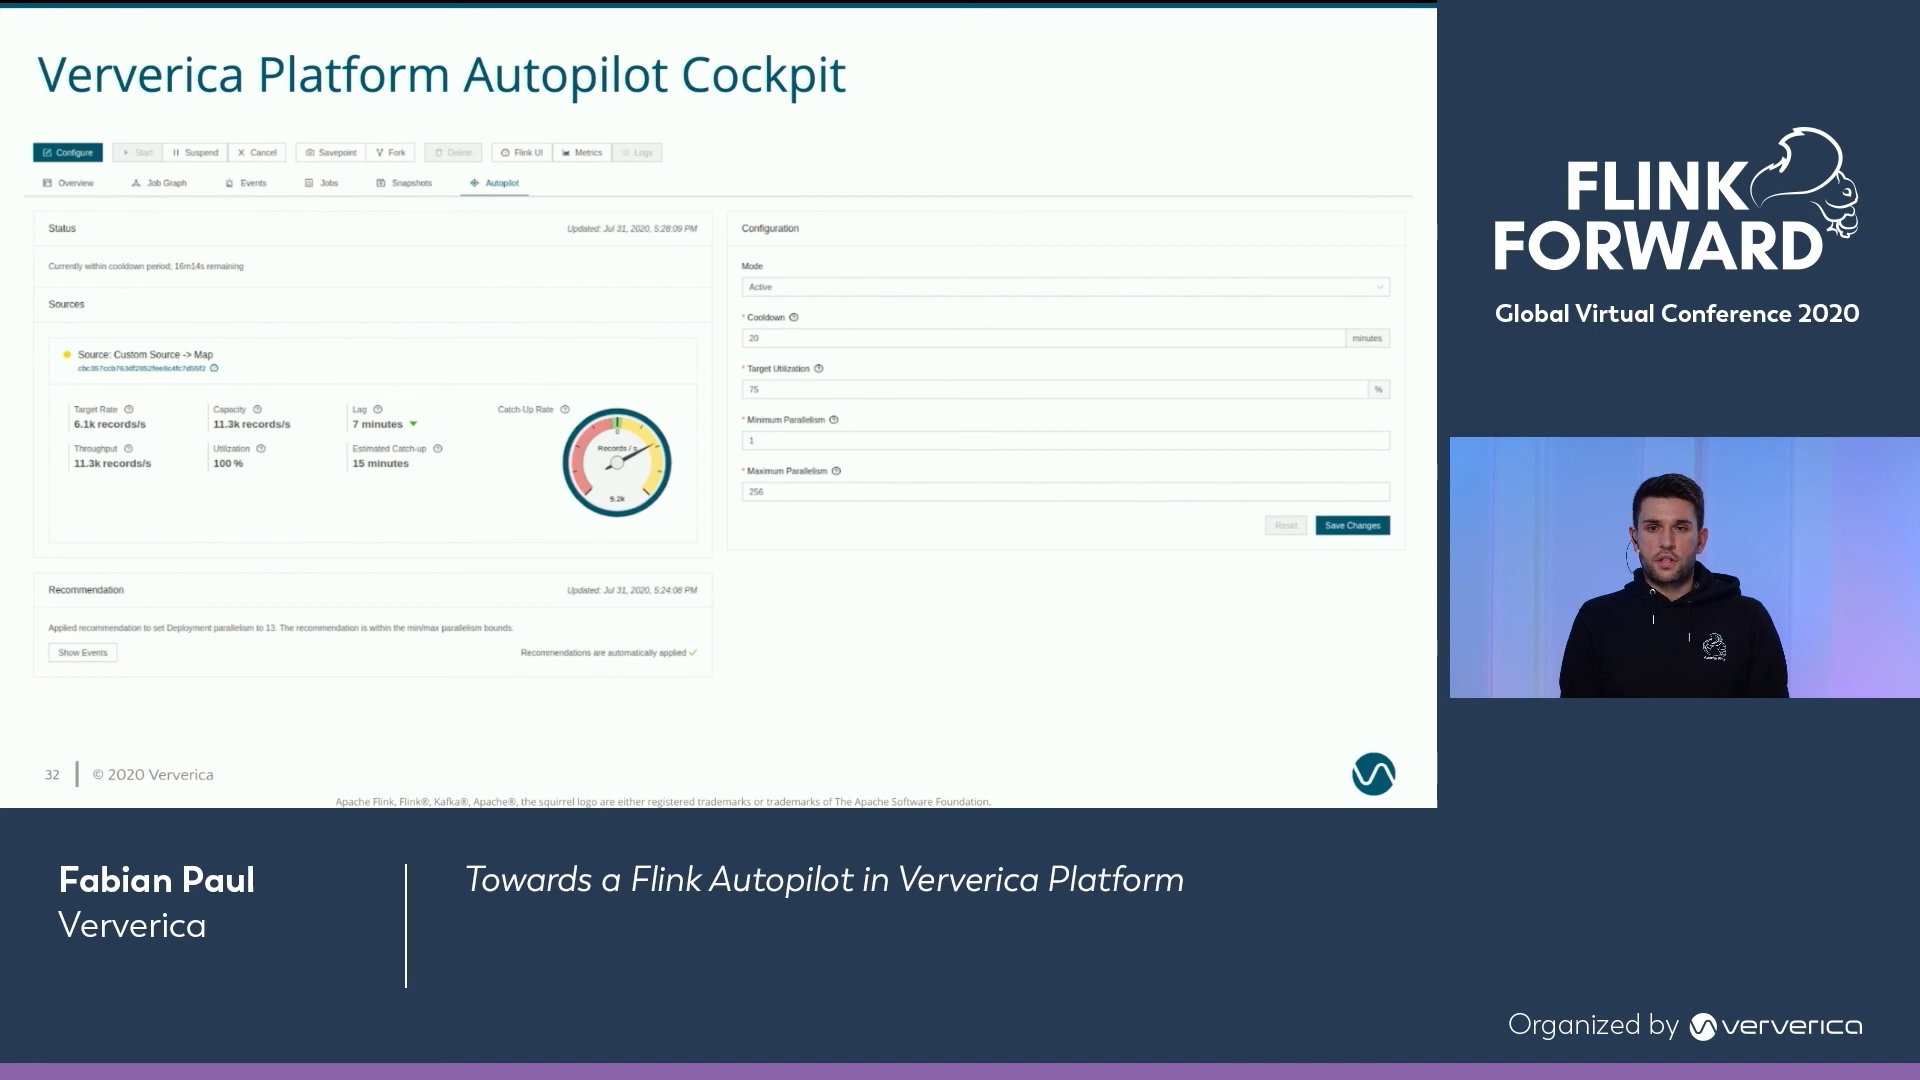 Ververica Platform Autopilot Cockpit
Configure Start Suspend Cancel Savepoint Fork Delete Flink UI Metrics Logs
Overview Job Graph Events Jobs Snapshots Autopilot
Status Updated: Jul 31, 2020, 5:28:09 PM
Currently within cooldown period; 16m14s remaining
Sources
Source: Custom Source -> Map
Target Rate Capacity Lag Catch-Up Rate
6.1k records/s 11.3k records/s 7 minutes
Throughput Utilization Estimated Catch-up
11.3k records/s 100 % 15 minutes
0
Records / s
5.2k
Recommendation Updated: Jul 31, 2020, 5:24:08 PM
Applied recommendation to set Deployment parallelism to 13. The recommendation is within the min/max parallelism bounds.
Show Events Recommendations are automatically applied
Configuration
Mode
Active
* Cooldown
20 minutes
* Target Utilization
75 %
* Minimum Parallelism
1
* Maximum Parallelism
256
Reset Save Changes
32 © 2020 Ververica
Apache Flink, Flink®, Kafka®, Apache®, the squirrel logo are either registered trademarks or trademarks of The Apache Software Foundation.
FLINK
FORWARD
Global Virtual Conference 2020
Fabian Paul
Ververica
Towards a Flink Autopilot in Ververica Platform
Organized by ververica